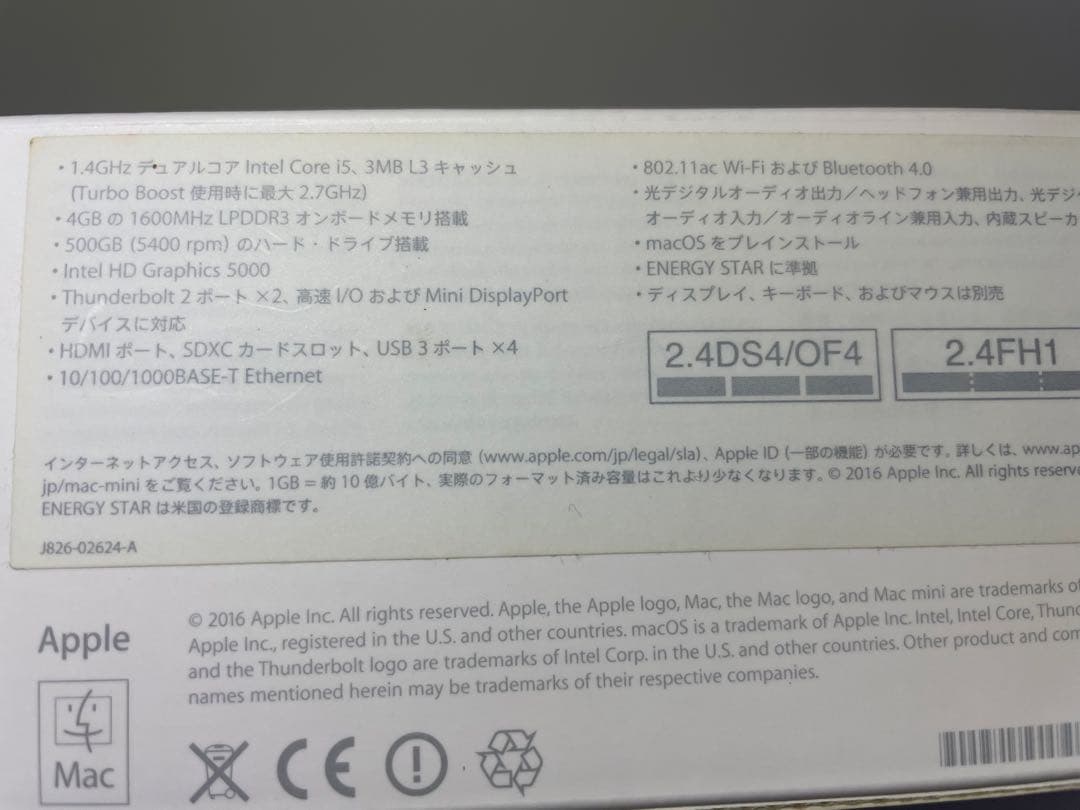 ・1.4GHz デュアルコア Intel Core i5、3MB L3 キャッシュ
(Turbo Boost 使用時に最大 2.7GHz)
・4GB の 1600MHz LPDDR3 オンボードメモリ搭載
・500GB (5400 rpm) のハード・ドライブ搭載
・Intel HD Graphics 5000
・Thunderbolt 2 ポート ×2、高速 I/O および Mini DisplayPort
デバイスに対応
・HDMI ポート、SDXC カードスロット、USB 3 ポート ×4
・10/100/1000BASE-T Ethernet
・802.11ac Wi-Fi および Bluetooth 4.0
・光デジタルオーディオ出力／ヘッドフォン兼用出力、光デジ
オーディオ入力／オーディオライン兼用入力、内蔵スピーカ
・macOS をプレインストール
・ENERGY STAR に準拠
・ディスプレイ、キーボード、およびマウスは別売
2.4DS4/OF4
2.4FH1
インターネットアクセス、ソフトウェア使用許諾契約への同意 (www.apple.com/jp/legal/sla)、Apple ID (一部の機能) が必要です。詳しくは、www.ap
jp/mac-mini をご覧ください。1GB = 約 10 億バイト、実際のフォーマット済み容量はこれより少なくなります。© 2016 Apple Inc. All rights reserve
ENERGY STAR は米国の登録商標です。
J826-02624-A
Apple
Mac
© 2016 Apple Inc. All rights reserved. Apple, the Apple logo, Mac, the Mac logo, and Mac mini are trademarks of
Apple Inc., registered in the U.S. and other countries. macOS is a trademark of Apple Inc. Intel, Intel Core, Thun
and the Thunderbolt logo are trademarks of Intel Corp. in the U.S. and other countries. Other product and com
names mentioned herein may be trademarks of their respective companies.
CE